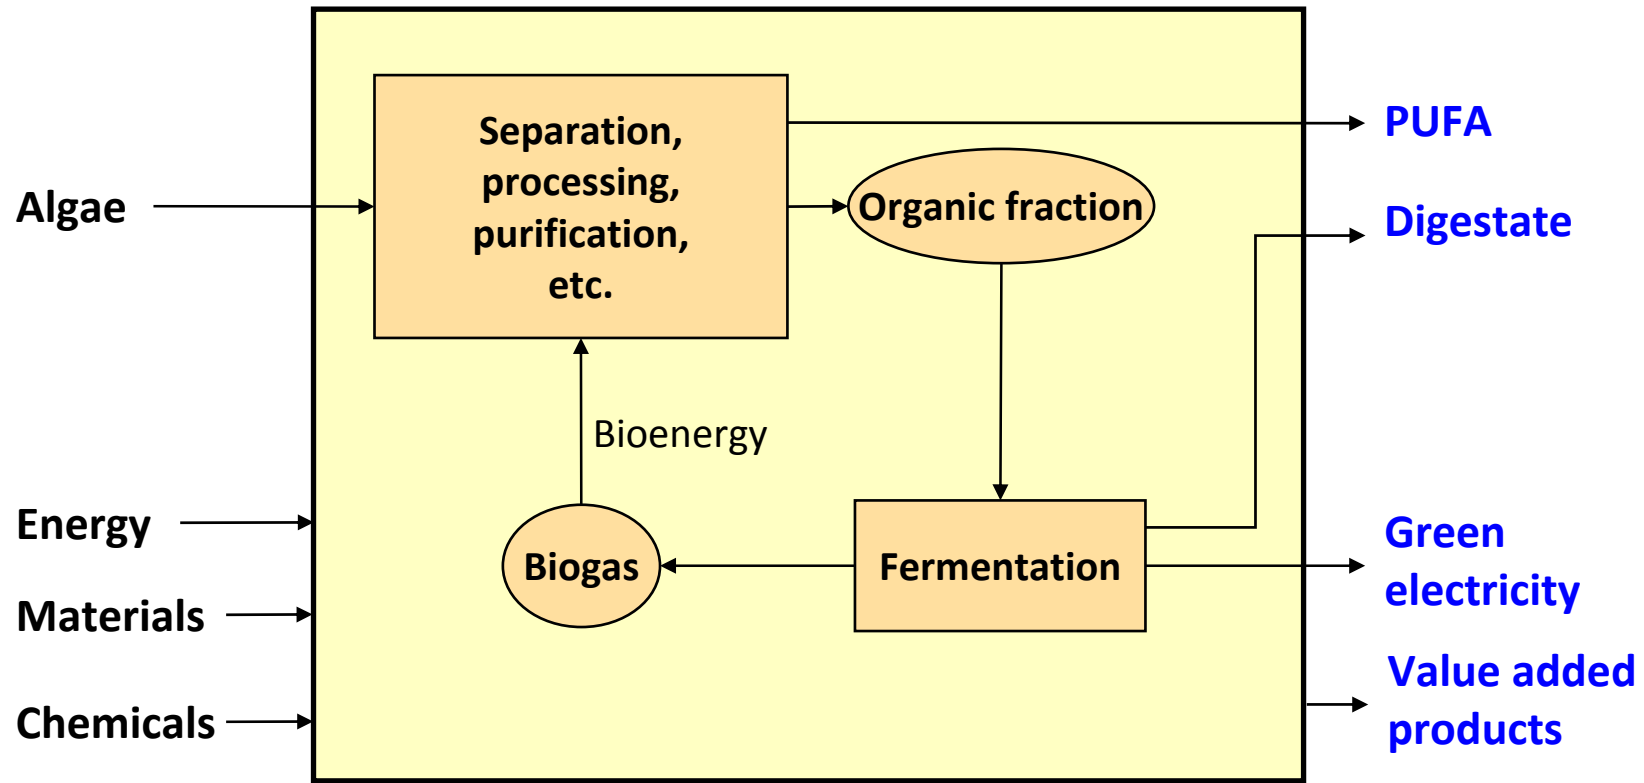 Algae
Energy
Materials
Chemicals
Separation,
processing,
purification,
etc.
Organic fraction
Bioenergy
Biogas
Fermentation
PUFA
Digestate
Green
electricity
Value added
products